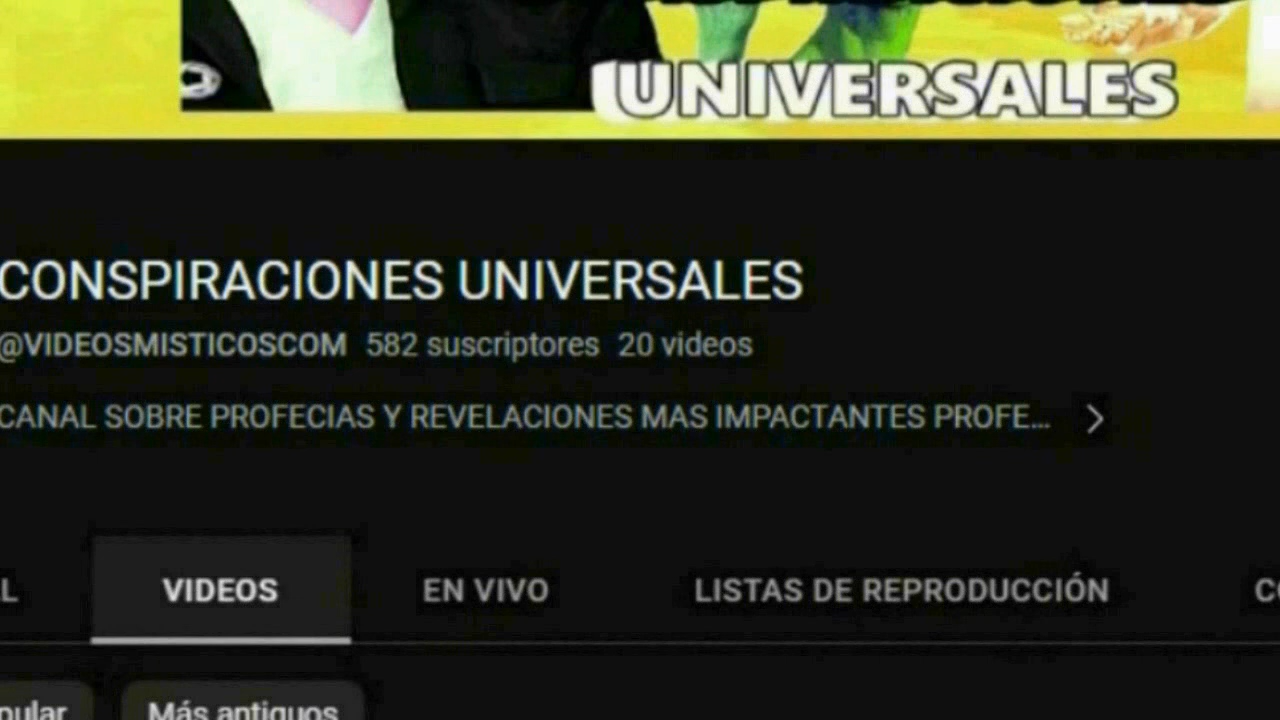 UNIVERSALES
CONSPIRACIONES UNIVERSALES
@VIDEOSMISTICOSCOM 582 suscriptores 20 videos
CANAL SOBRE PROFECIAS Y REVELACIONES MAS IMPACTANTES PROFE...
VIDEOS EN VIVO LISTAS DE REPRODUCCIÓN
Más antiguos